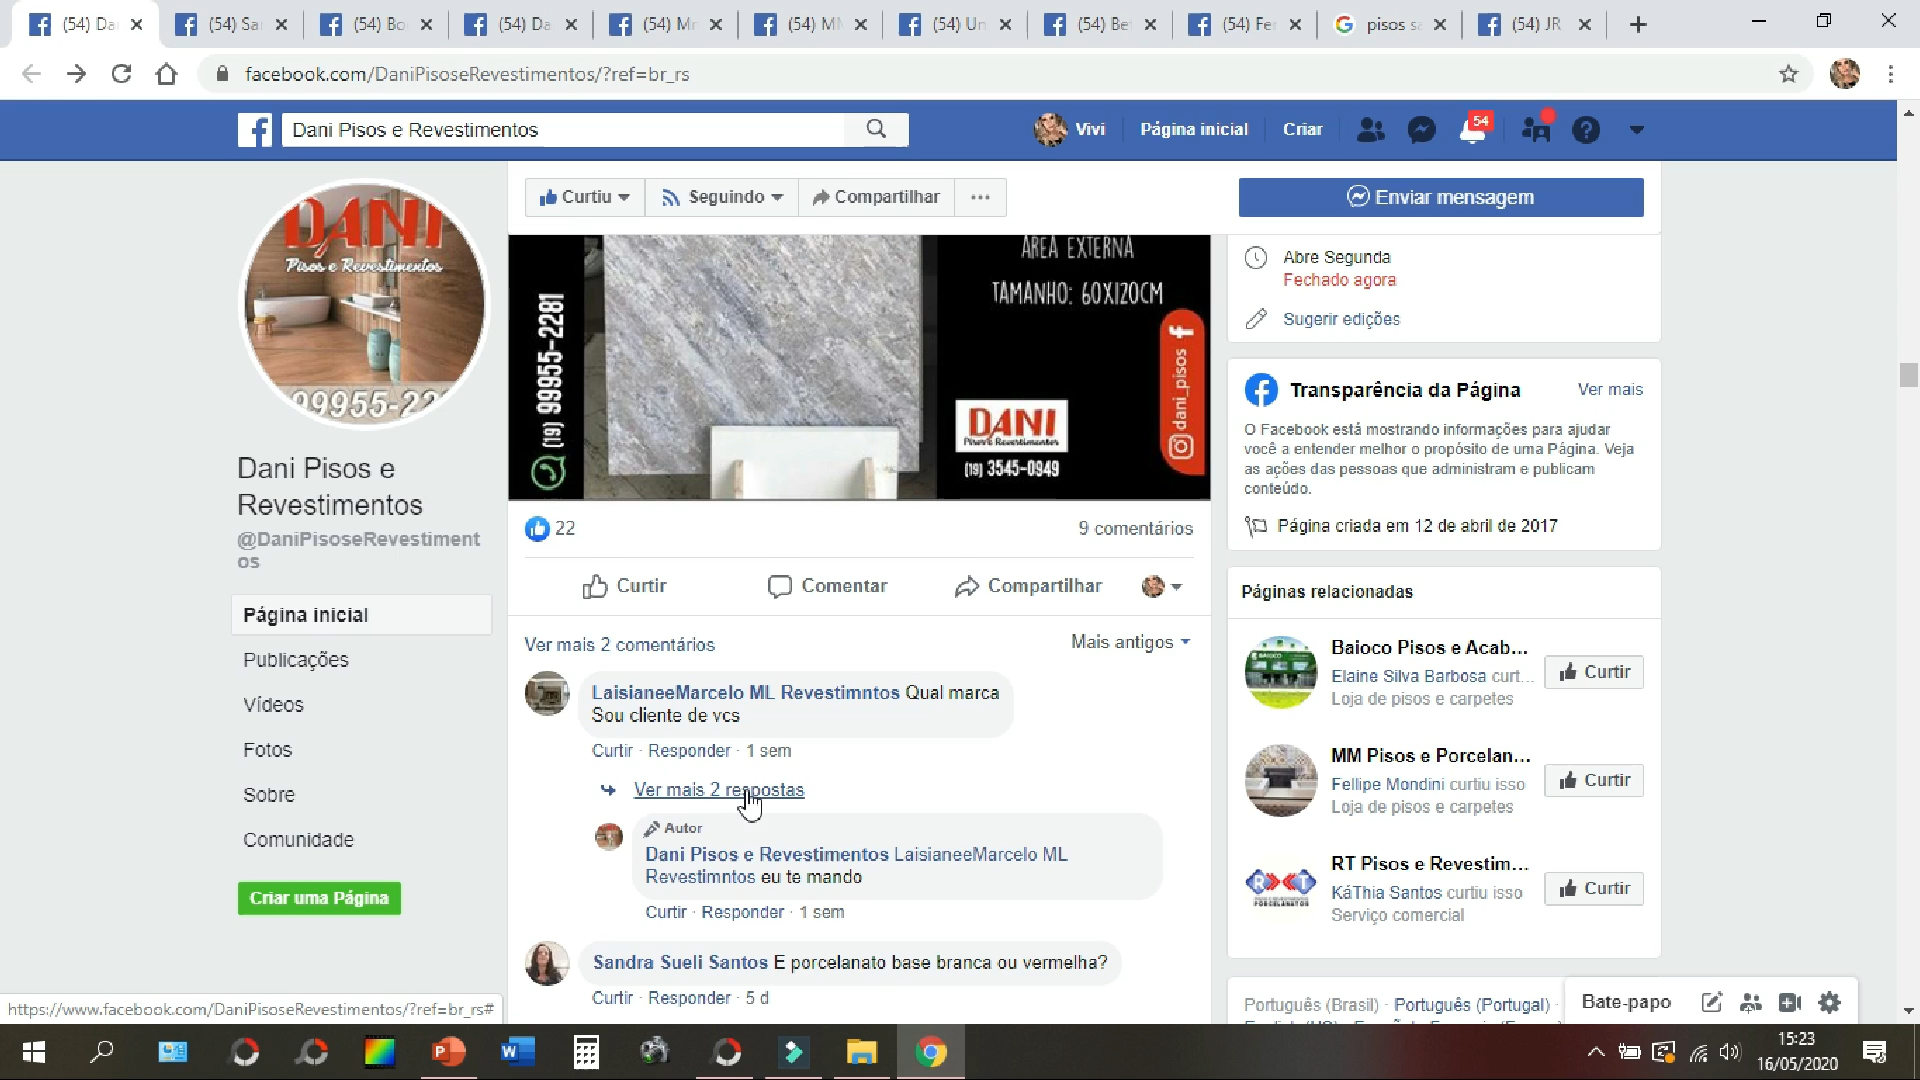 (54) Da
(54) Sa
(54) Bo
(54) Da
(54) Mr
(54) MM
(54) Un
(54) Be
(54) Fe
pisos sa
(54) JR
facebook.com/DaniPisoseRevestimentos/?ref=br_rs
Dani Pisos e Revestimentos
Vivi
Página inicial
Criar
54
DANI
Pisos e Revestimentos
99955-22
Dani Pisos e
Revestimentos
@DaniPisoseRevestiment
os
Página inicial
Publicações
Vídeos
Fotos
Sobre
Comunidade
Criar uma Página
Curtiu
Seguindo
Compartilhar
Enviar mensagem
(19) 99955-2281
ÁREA EXTERNA
TAMANHO: 60X120CM
DANI
Pisos e Revestimentos
(19) 3545-0949
dani_pisos
22
9 comentários
Curtir
Comentar
Compartilhar
Ver mais 2 comentários
Mais antigos
LaisianeeMarcelo ML Revestimntos Qual marca
Sou cliente de vcs
Curtir · Responder · 1 sem
Ver mais 2 respostas
Autor
Dani Pisos e Revestimentos LaisianeeMarcelo ML
Revestimntos eu te mando
Curtir · Responder · 1 sem
Sandra Sueli Santos E porcelanato base branca ou vermelha?
Curtir · Responder · 5 d
Abre Segunda
Fechado agora
Sugerir edições
Transparência da Página
Ver mais
O Facebook está mostrando informações para ajudar
você a entender melhor o propósito de uma Página. Veja
as ações das pessoas que administram e publicam
conteúdo.
Página criada em 12 de abril de 2017
Páginas relacionadas
Baioco Pisos e Acab...
Elaine Silva Barbosa curt...
Loja de pisos e carpetes
Curtir
MM Pisos e Porcelan...
Fellipe Mondini curtiu isso
Loja de pisos e carpetes
Curtir
RT Pisos e Revestim...
KáThia Santos curtiu isso
Serviço comercial
Curtir
Português (Brasil) · Português (Portugal) ·
Bate-papo
https://www.facebook.com/DaniPisoseRevestimentos/?ref=br_rs#
15:23
16/05/2020